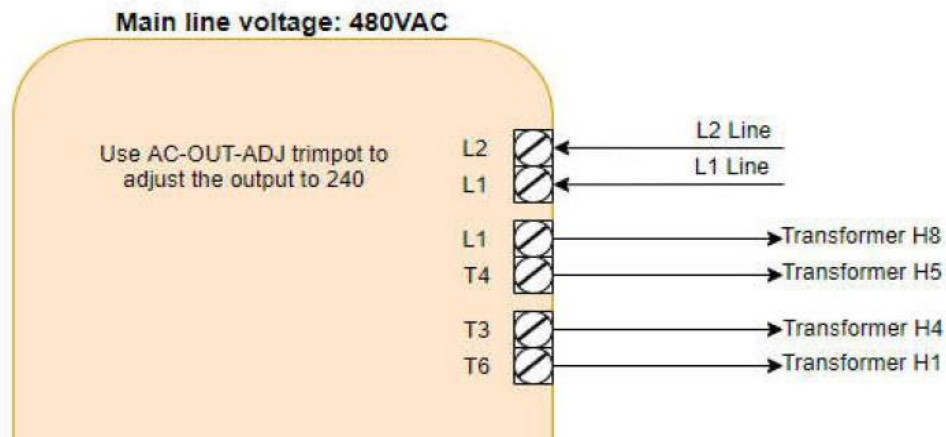 Main line voltage: 480VAC
Use AC-OUT-ADJ trimpot to
adjust the output to 240
L2
L2 Line
L1
L1 Line
L1
Transformer H8
T4
Transformer H5
T3
Transformer H4
T6
Transformer H1